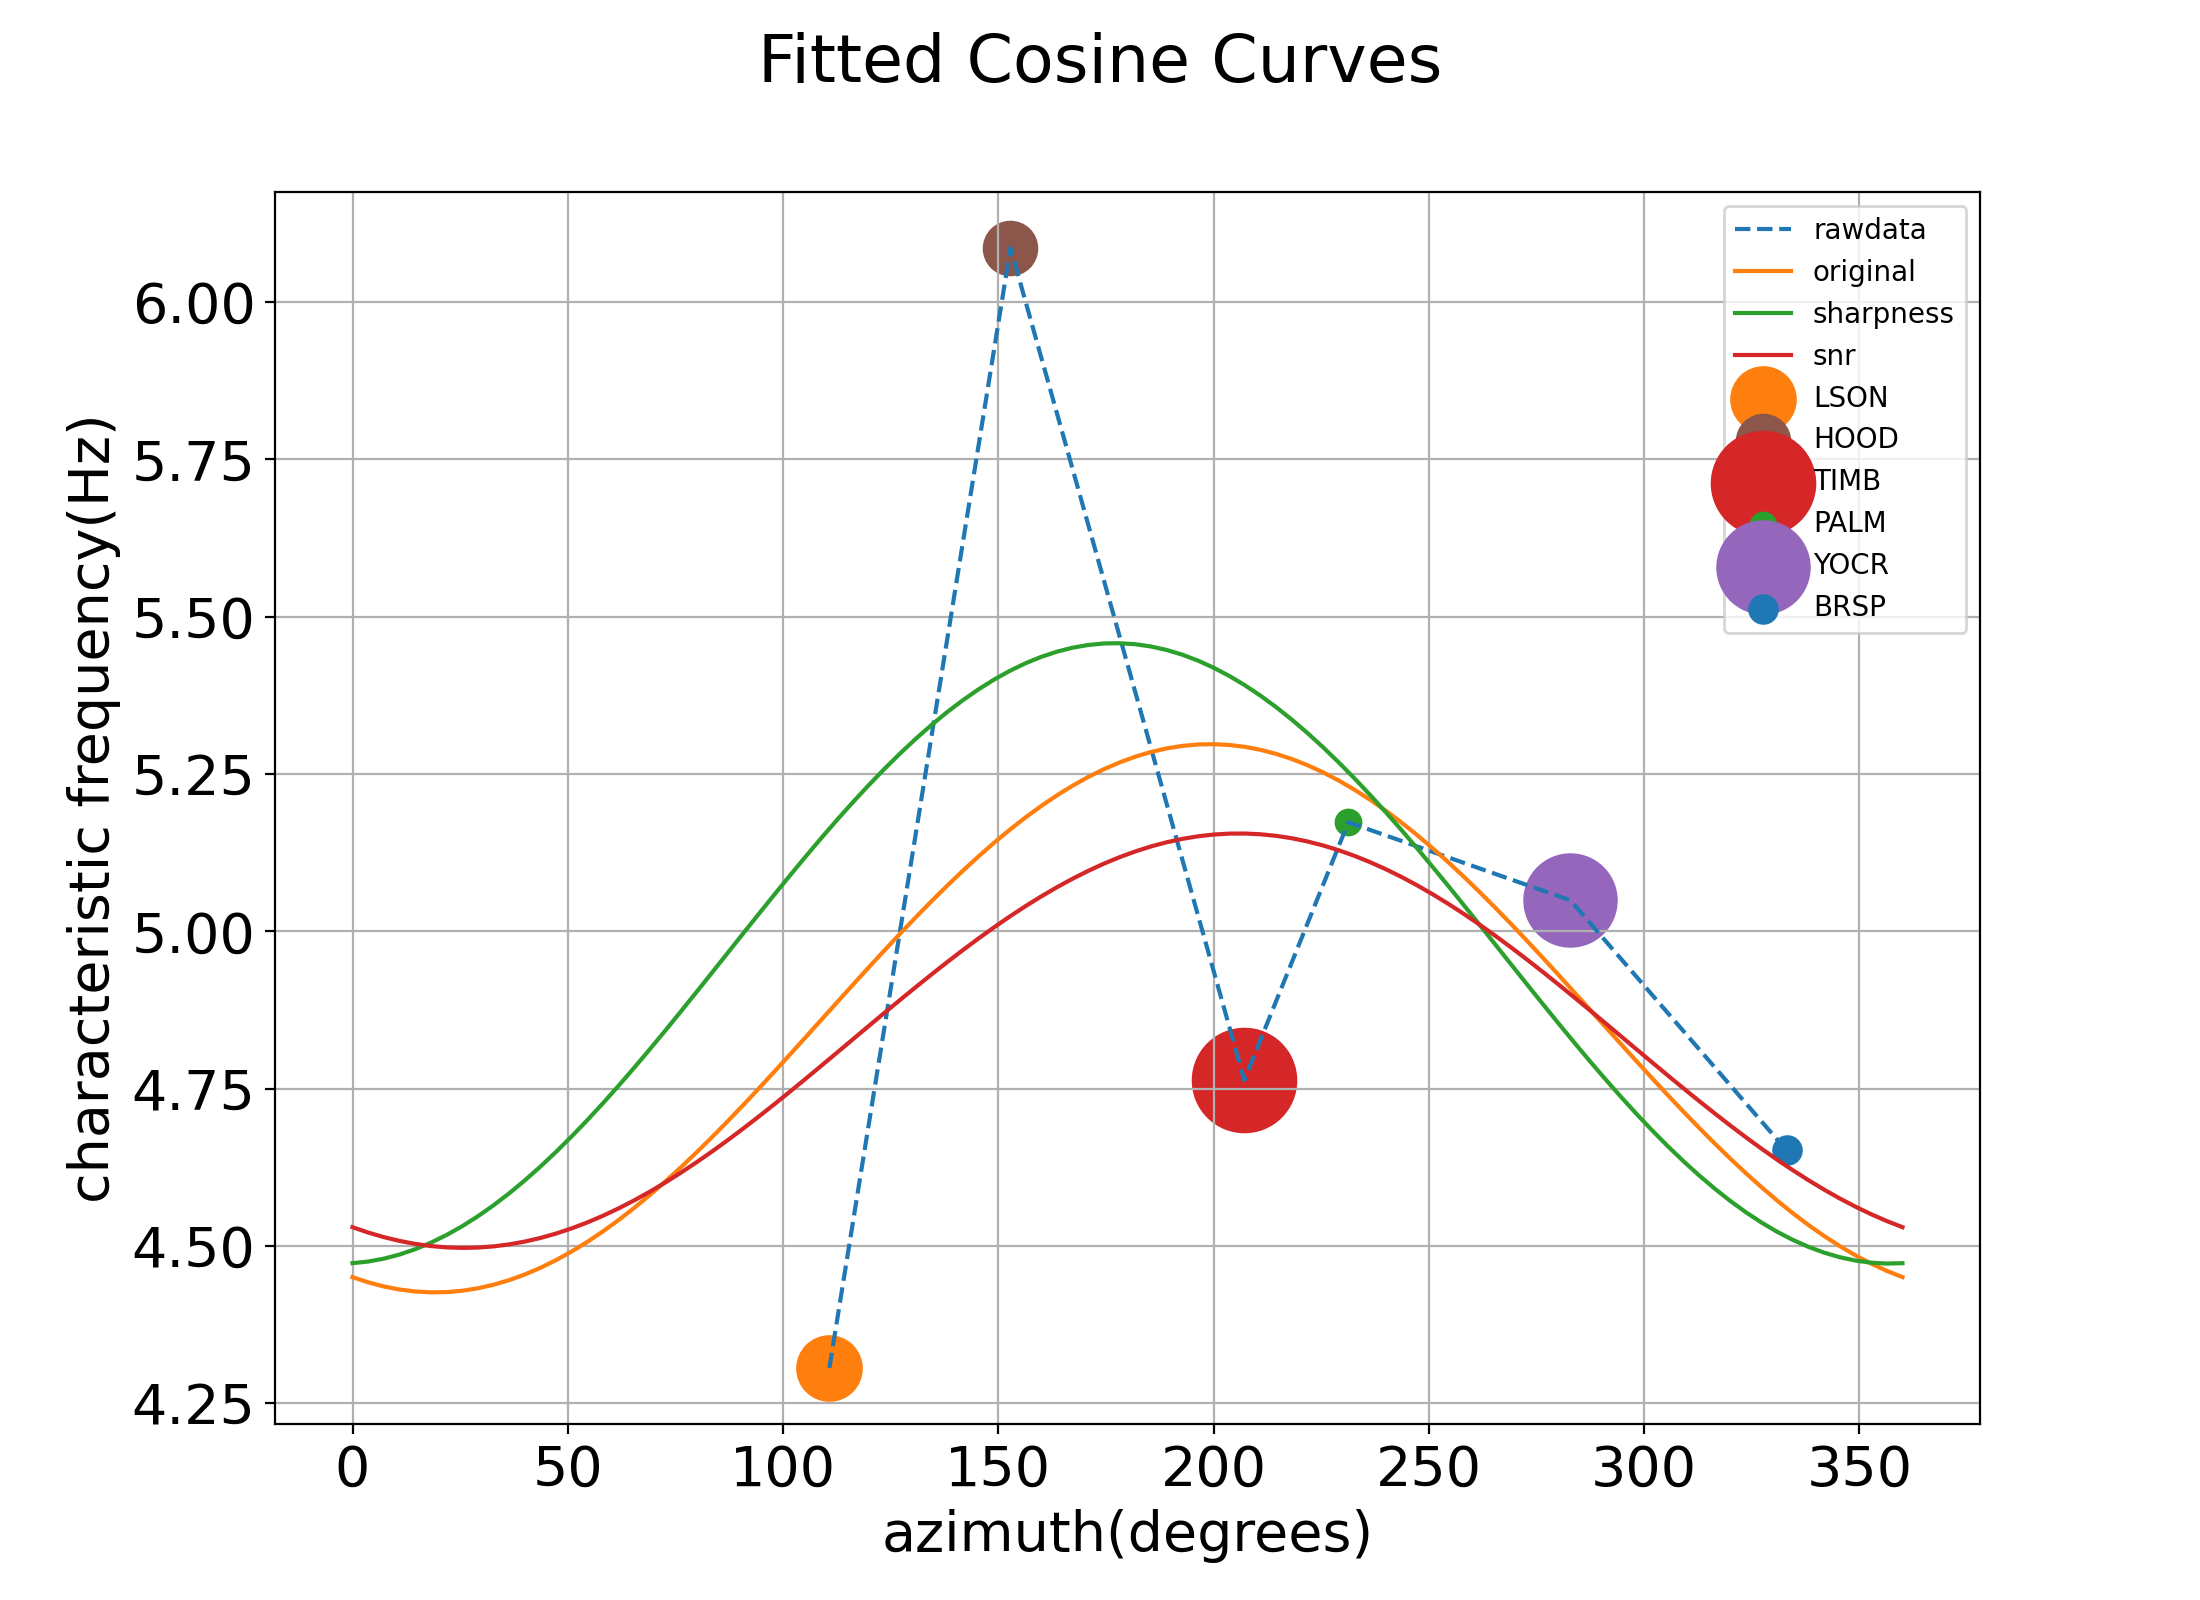 Fitted Cosine Curves
characteristic frequency(Hz)
6.00
5.75
5.50
5.25
5.00
4.75
4.50
4.25
rawdata
original
sharpness
snr
LSON
HOOD
TIMB
PALM
YOCR
BRSP
0 50 100 150 200 250 300 350
azimuth(degrees)